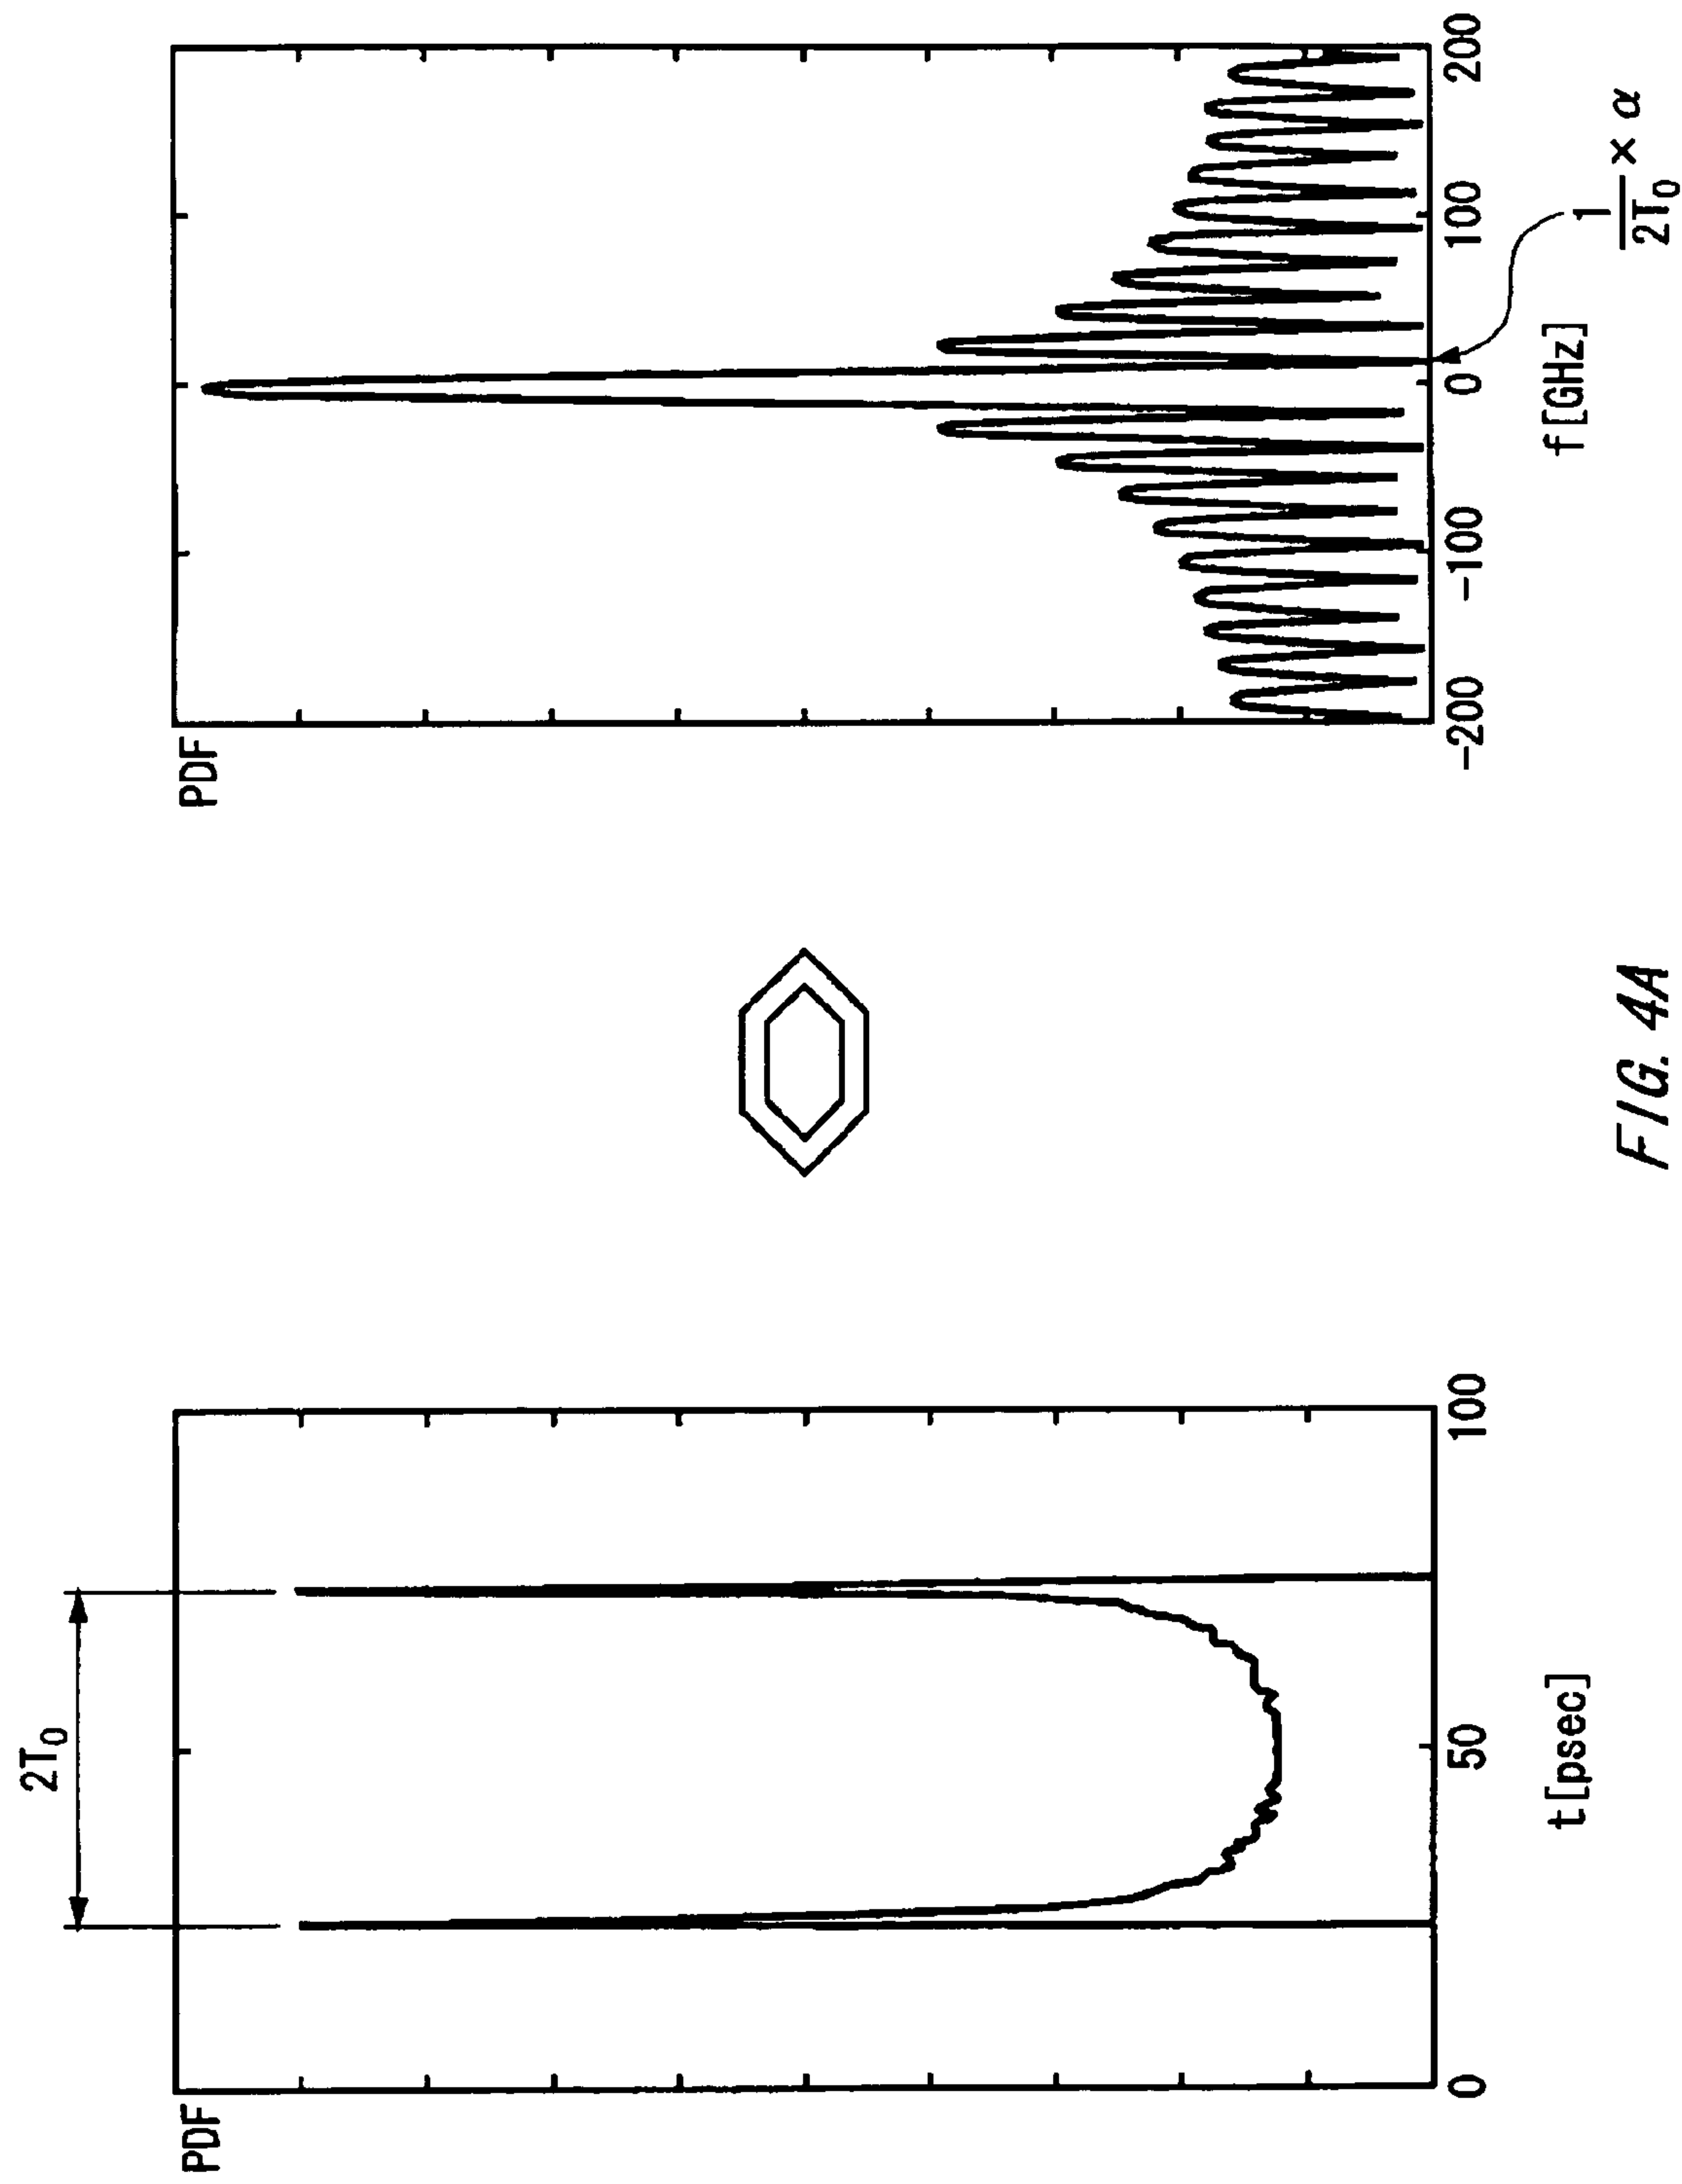 PDF
2T0
0
50
100
t[psec]
PDF
-200
-100
0
100
200
f[GHz]
1
2T0
× α
FIG. 4A